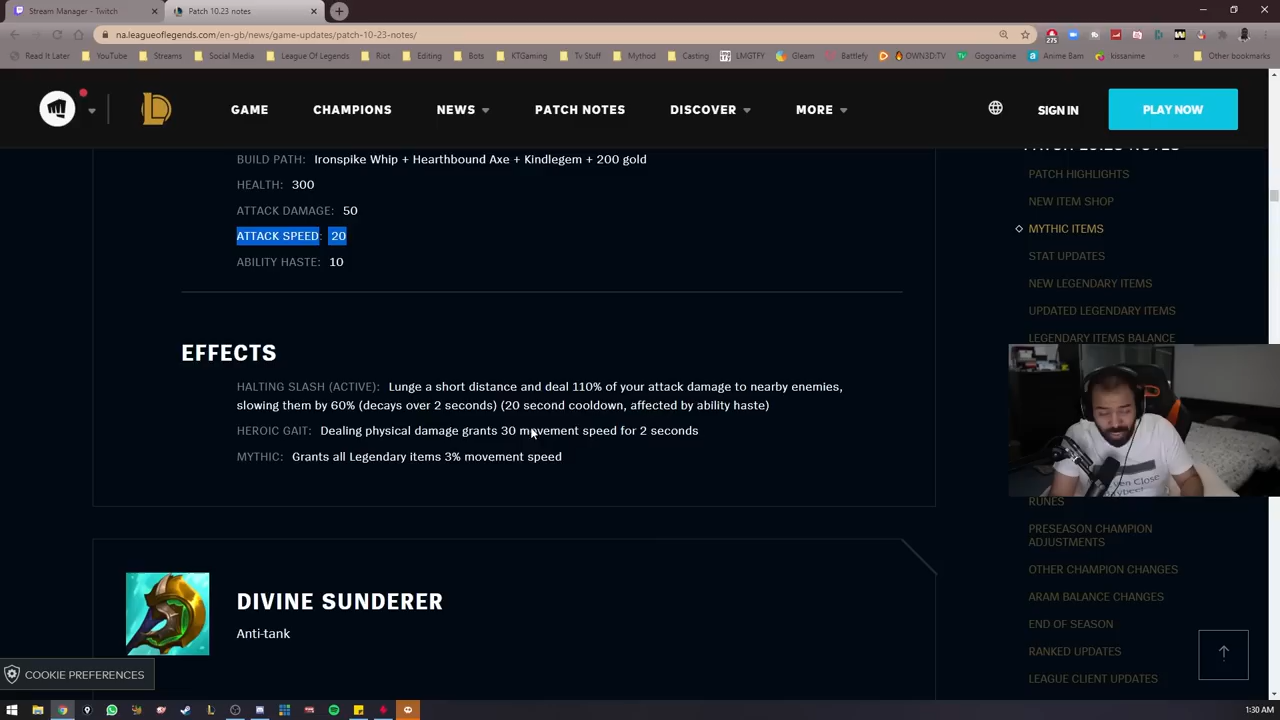 Stream Manager - Twitch
Patch 10.23 notes
na.leagueoflegends.com/en-gb/news/game-updates/patch-10-23-notes/
275
Read It Later YouTube Streams Social Media League Of Legends Riot Editing Bots KTGaming Tv Stuff Mythod Casting LMGTFY Gleam Battlefy OWN3D:TV Gogoanime Anime Bam kissanime Other bookmarks
GAME CHAMPIONS NEWS PATCH NOTES DISCOVER MORE SIGN IN PLAY NOW
PATCH 10.23 NOTES
BUILD PATH: Ironspike Whip + Hearthbound Axe + Kindlegem + 200 gold
HEALTH: 300
ATTACK DAMAGE: 50
ATTACK SPEED: 20
ABILITY HASTE: 10
EFFECTS
HALTING SLASH (ACTIVE): Lunge a short distance and deal 110% of your attack damage to nearby enemies,
slowing them by 60% (decays over 2 seconds) (20 second cooldown, affected by ability haste)
HEROIC GAIT: Dealing physical damage grants 30 movement speed for 2 seconds
MYTHIC: Grants all Legendary items 3% movement speed
DIVINE SUNDERER
Anti-tank
PATCH HIGHLIGHTS
NEW ITEM SHOP
MYTHIC ITEMS
STAT UPDATES
NEW LEGENDARY ITEMS
UPDATED LEGENDARY ITEMS
LEGENDARY ITEMS BALANCE
RUNES
PRESEASON CHAMPION
ADJUSTMENTS
OTHER CHAMPION CHANGES
ARAM BALANCE CHANGES
END OF SEASON
RANKED UPDATES
LEAGUE CLIENT UPDATES
COOKIE PREFERENCES
1:30 AM